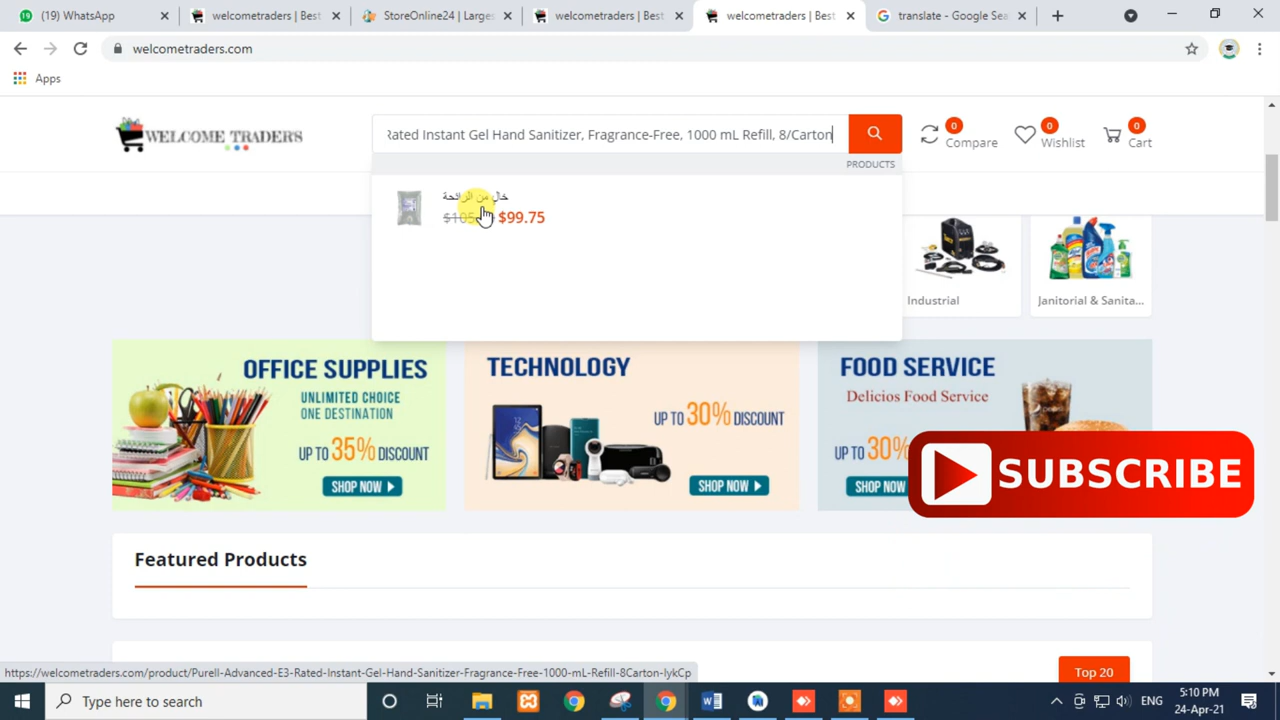 (19) WhatsApp
welcometraders | Best
StoreOnline24 | Larges
welcometraders | Best
welcometraders | Best
translate - Google Sea
welcometraders.com
Apps
WELCOME TRADERS
Rated Instant Gel Hand Sanitizer, Fragrance-Free, 1000 mL Refill, 8/Carton
0
Compare
0
Wishlist
0
Cart
PRODUCTS
خال من الرائحة
$105 $99.75
Industrial
Janitorial & Sanita...
OFFICE SUPPLIES
UNLIMITED CHOICE
ONE DESTINATION
UP TO 35% DISCOUNT
SHOP NOW
TECHNOLOGY
UP TO 30% DISCOUNT
SHOP NOW
FOOD SERVICE
Delicios Food Service
UP TO 30%
SHOP NOW
SUBSCRIBE
Featured Products
Top 20
https://welcometraders.com/product/Purell-Advanced-E3-Rated-Instant-Gel-Hand-Sanitizer-Fragrance-Free-1000-mL-Refill-8Carton-lykCp
Type here to search
ENG
5:10 PM
24-Apr-21